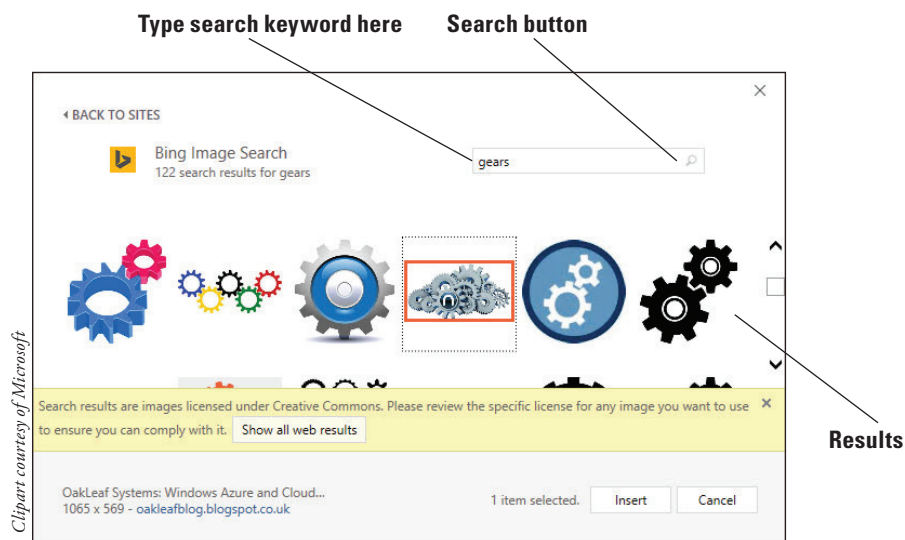 Type search keyword here
Search button
BACK TO SITES
Bing Image Search
122 search results for gears
gears
Results
Search results are images licensed under Creative Commons. Please review the specific license for any image you want to use
to ensure you can comply with it. Show all web results
OakLeaf Systems: Windows Azure and Cloud...
1065 x 569 - oakleafblog.blogspot.co.uk
1 item selected.
Insert
Cancel
Clipart courtesy of Microsoft